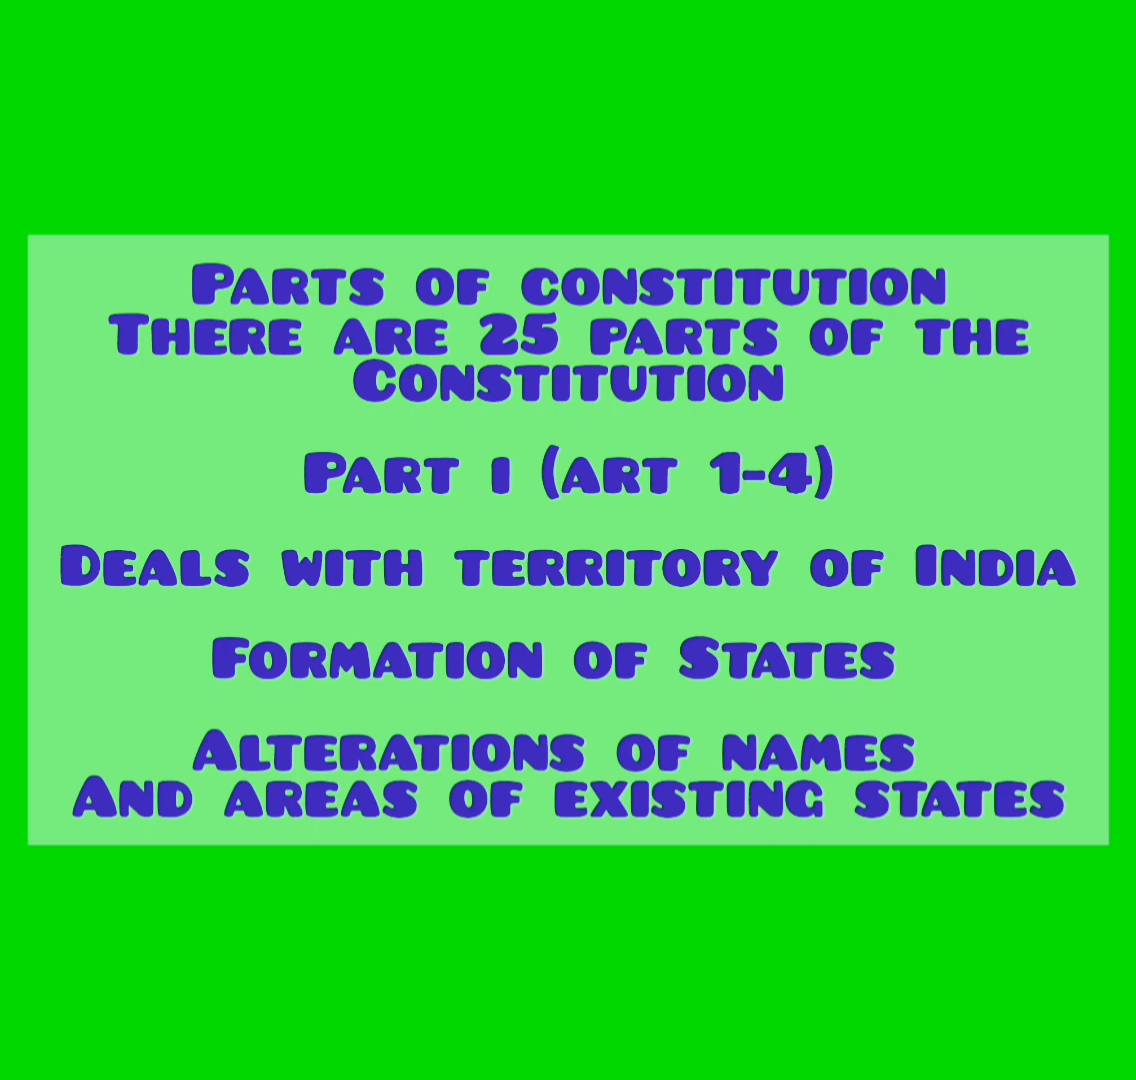 Parts of constitution
There are 25 parts of the
Constitution
Part I (art 1-4)
Deals with territory of India
Formation of States
Alterations of names
And areas of existing states